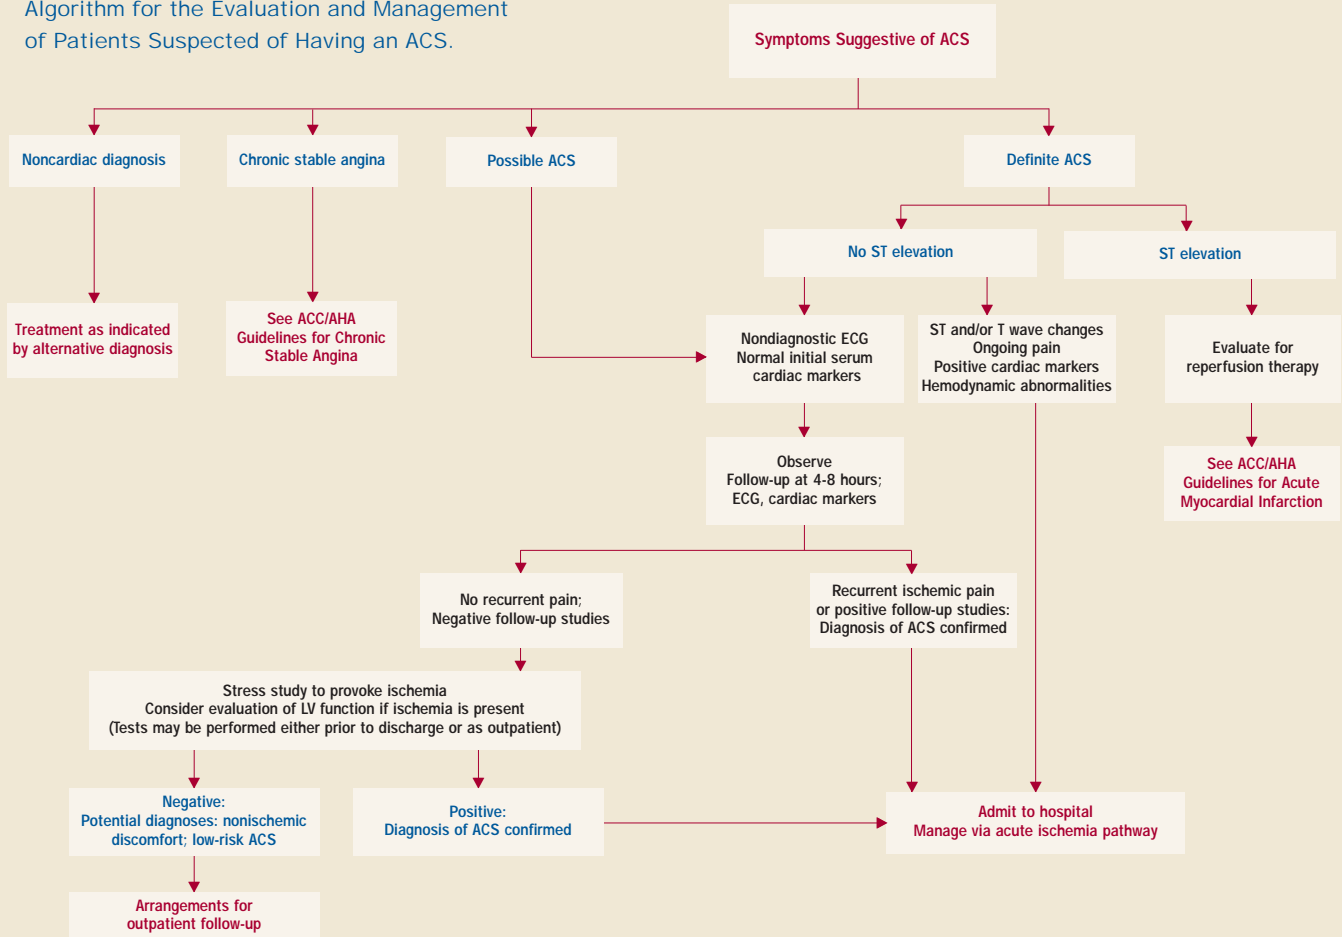 Algorithm for the Evaluation and Management
of Patients Suspected of Having an ACS.
Symptoms Suggestive of ACS
Noncardiac diagnosis
Chronic stable angina
Possible ACS
Definite ACS
No ST elevation
ST elevation
Treatment as indicated
by alternative diagnosis
See ACC/AHA
Guidelines for Chronic
Stable Angina
Nondiagnostic ECG
Normal initial serum
cardiac markers
ST and/or T wave changes
Ongoing pain
Positive cardiac markers
Hemodynamic abnormalities
Evaluate for
reperfusion therapy
Observe
Follow-up at 4-8 hours;
ECG, cardiac markers
See ACC/AHA
Guidelines for Acute
Myocardial Infarction
No recurrent pain;
Negative follow-up studies
Recurrent ischemic pain
or positive follow-up studies:
Diagnosis of ACS confirmed
Stress study to provoke ischemia
Consider evaluation of LV function if ischemia is present
(Tests may be performed either prior to discharge or as outpatient)
Negative:
Potential diagnoses: nonischemic
discomfort; low-risk ACS
Positive:
Diagnosis of ACS confirmed
Admit to hospital
Manage via acute ischemia pathway
Arrangements for
outpatient follow-up